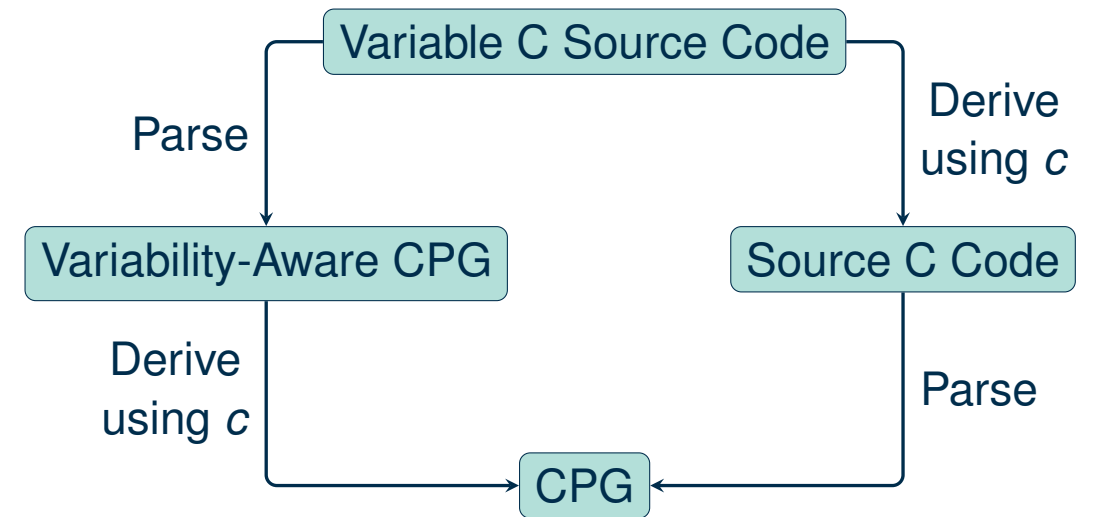 Variable C Source Code
Parse
Derive
using c
Variability-Aware CPG
Source C Code
Derive
using c
Parse
CPG